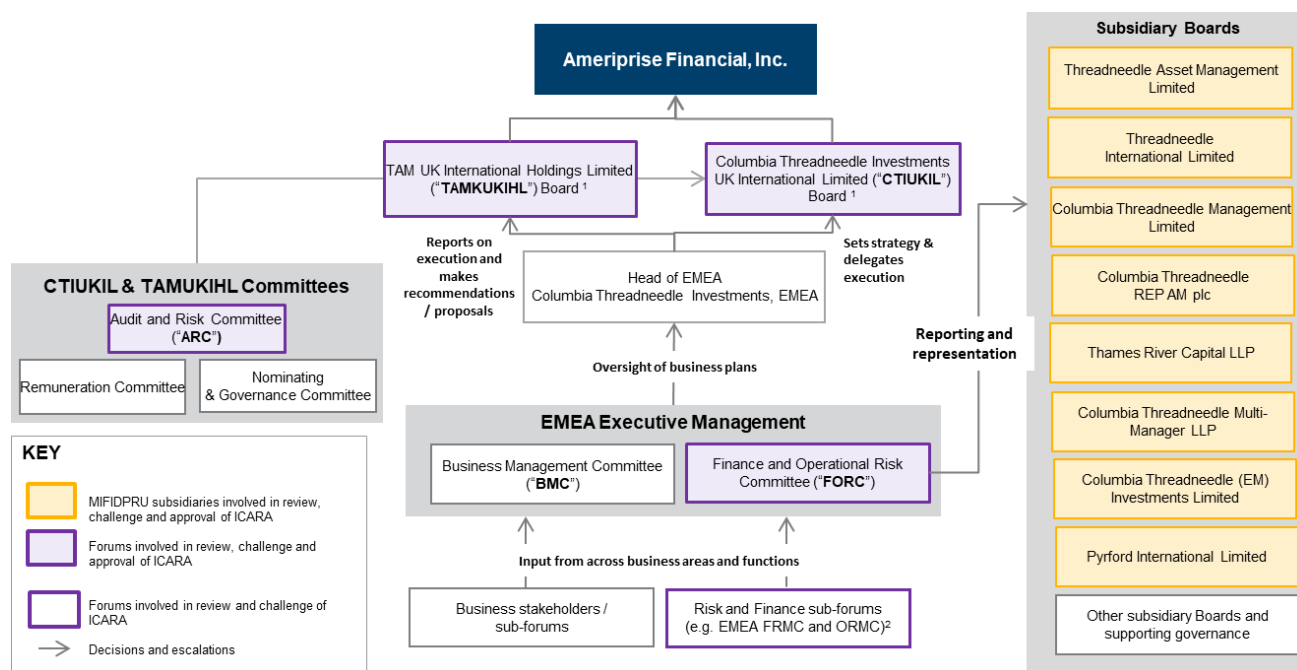 Ameriprise Financial, Inc.
TAM UK International Holdings Limited
("TAMKUKIHL") Board ¹
Columbia Threadneedle Investments
UK International Limited ("CTIUKIL")
Board ¹
Reports on
execution and
makes
recommendations
/ proposals
Sets strategy &
delegates
execution
Head of EMEA
Columbia Threadneedle Investments, EMEA
CTIUKIL & TAMUKIHL Committees
Audit and Risk Committee
("ARC")
Remuneration Committee
Nominating
& Governance Committee
Oversight of business plans
EMEA Executive Management
Business Management Committee
("BMC")
Finance and Operational Risk
Committee ("FORC")
Reporting and
representation
Input from across business areas and functions
Business stakeholders /
sub-forums
Risk and Finance sub-forums
(e.g. EMEA FRMC and ORMC)²
KEY
MIFIDPRU subsidiaries involved in review,
challenge and approval of ICARA
Forums involved in review, challenge and
approval of ICARA
Forums involved in review and challenge of
ICARA
Decisions and escalations
Subsidiary Boards
Threadneedle Asset Management
Limited
Threadneedle
International Limited
Columbia Threadneedle Management
Limited
Columbia Threadneedle
REP AM plc
Thames River Capital LLP
Columbia Threadneedle Multi-
Manager LLP
Columbia Threadneedle (EM)
Investments Limited
Pyrford International Limited
Other subsidiary Boards and
supporting governance